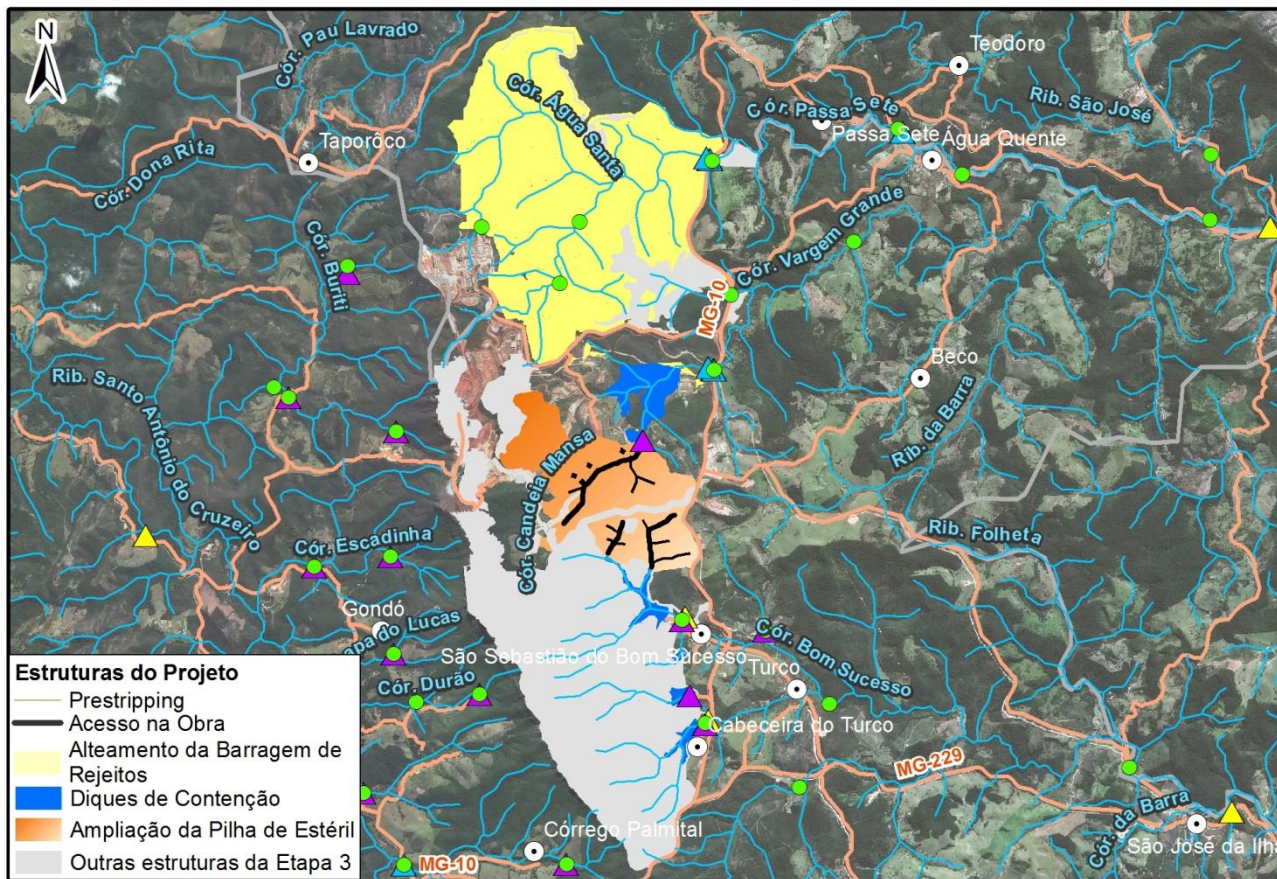 N
Cór. Pau Lavrado
Teodoro
Cór. Água Santa
Cór. Passa Sete
Rib. São José
Passa Sete
Água Quente
Taporôco
Cór. Dona Rita
Cór. Buriti
Cór. Vargem Grande
MG-10
Beco
Rib. da Barra
Rib. Santo Antônio do Cruzeiro
Cór. Candeia Mansa
Rib. Folheta
Cór. Escadinha
Gondó
apa do Lucas
São Sebastião do Bom Sucesso
Cór. Bom Sucesso
Turco
Cór. Durão
Cabeceira do Turco
MG-229
Cór. da Barra
São José da Ilha
Córrego Palmital
MG-10
Estruturas do Projeto
Prestripping
Acesso na Obra
Alteamento da Barragem de
Rejeitos
Diques de Contenção
Ampliação da Pilha de Estéril
Outras estruturas da Etapa 3